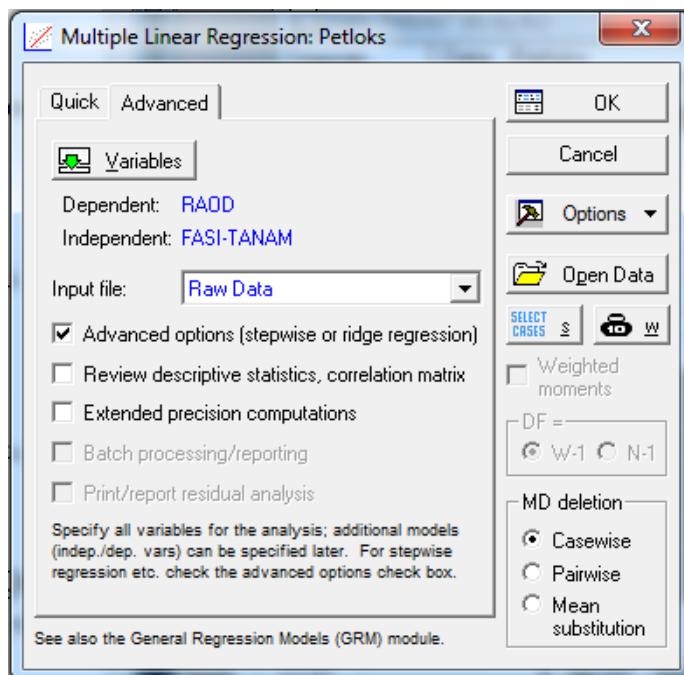 Multiple Linear Regression: Petloks
Quick
Advanced
Variables
Dependent: RAOD
Independent: FASI-TANAM
Input file: Raw Data
Advanced options (stepwise or ridge regression)
Review descriptive statistics, correlation matrix
Extended precision computations
Batch processing/reporting
Print/report residual analysis
Specify all variables for the analysis; additional models
(indep./dep. vars) can be specified later. For stepwise
regression etc. check the advanced options check box.
See also the General Regression Models (GRM) module.
OK
Cancel
Options
Open Data
SELECT
CASES S
W
Weighted
moments
DF =
W-1 N-1
MD deletion
Casewise
Pairwise
Mean
substitution